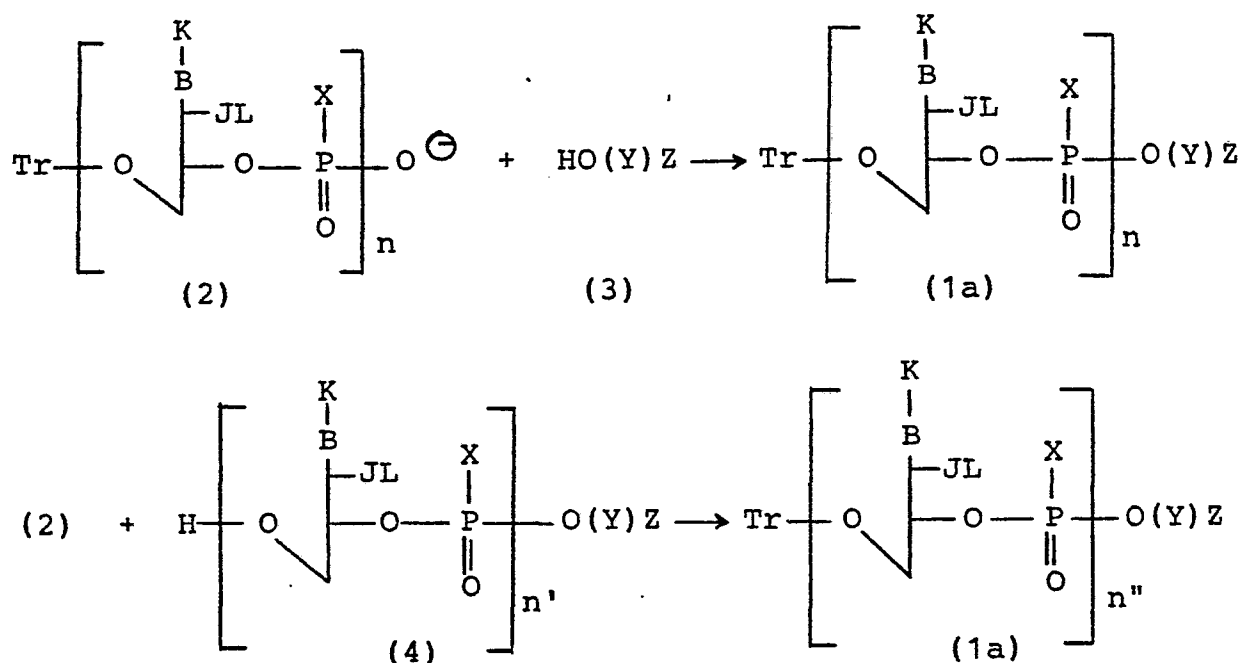 K K
B X B X
JL JL
Tr O O P O ⊖ + HO(Y)Z → Tr O O P O(Y)Z
O n O n
(2) (3) (1a)
K K
B X B X
JL JL
(2) + H O O P O(Y)Z → Tr O O P O(Y)Z
O n' O n"
(4) (1a)